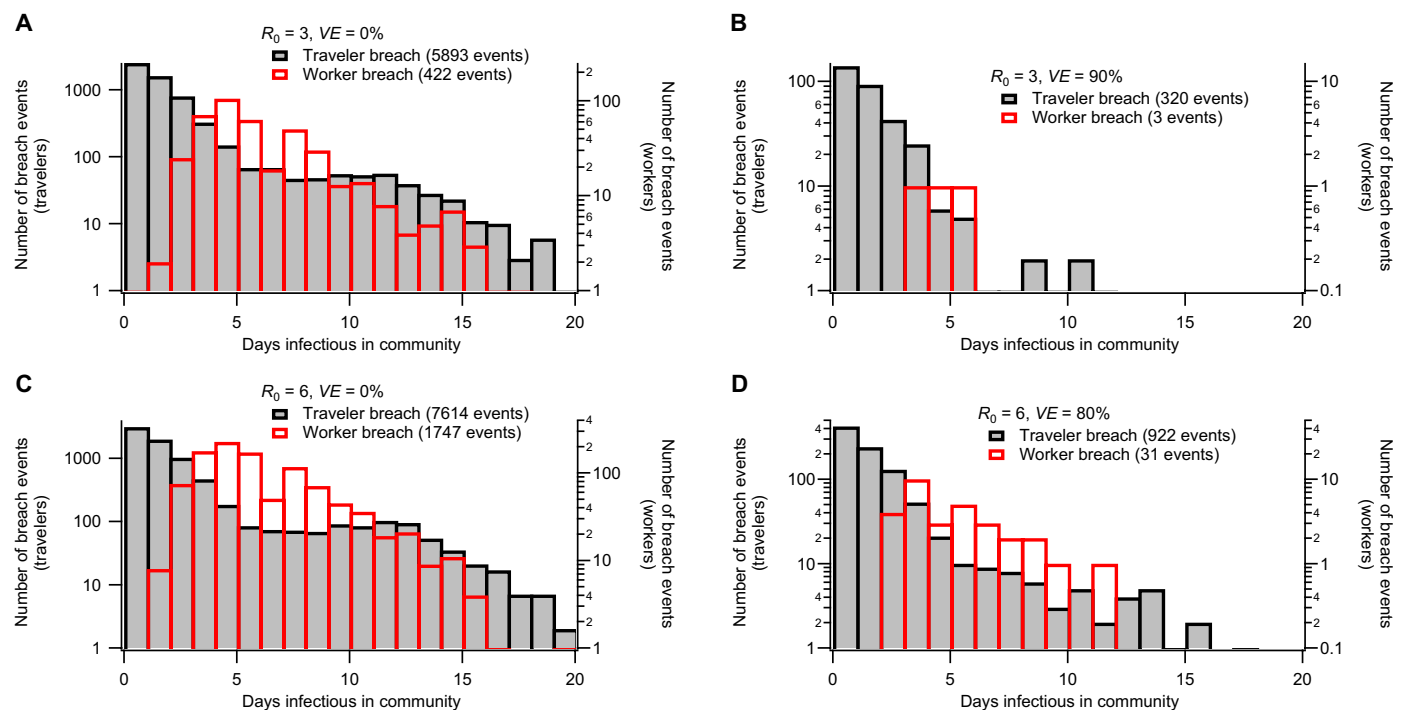 A
R0 = 3, VE = 0%
Traveler breach (5893 events)
Worker breach (422 events)
Number of breach events
(travelers)
1000
100
10
1
2
100
6
4
2
10
6
4
2
1
Number of breach events
(workers)
0 5 10 15 20
Days infectious in community
B
R0 = 3, VE = 90%
Traveler breach (320 events)
Worker breach (3 events)
Number of breach events
(travelers)
100
6
4
2
10
6
4
2
1
10
6
4
2
1
6
4
2
0.1
Number of breach events
(workers)
0 5 10 15 20
Days infectious in community
C
R0 = 6, VE = 0%
Traveler breach (7614 events)
Worker breach (1747 events)
Number of breach events
(travelers)
1000
100
10
1
4
2
100
6
4
2
10
6
4
2
1
Number of breach events
(workers)
0 5 10 15 20
Days infectious in community
D
R0 = 6, VE = 80%
Traveler breach (922 events)
Worker breach (31 events)
Number of breach events
(travelers)
4
2
100
6
4
2
10
6
4
2
1
4
2
10
6
4
2
1
6
4
2
0.1
Number of breach events
(workers)
0 5 10 15 20
Days infectious in community